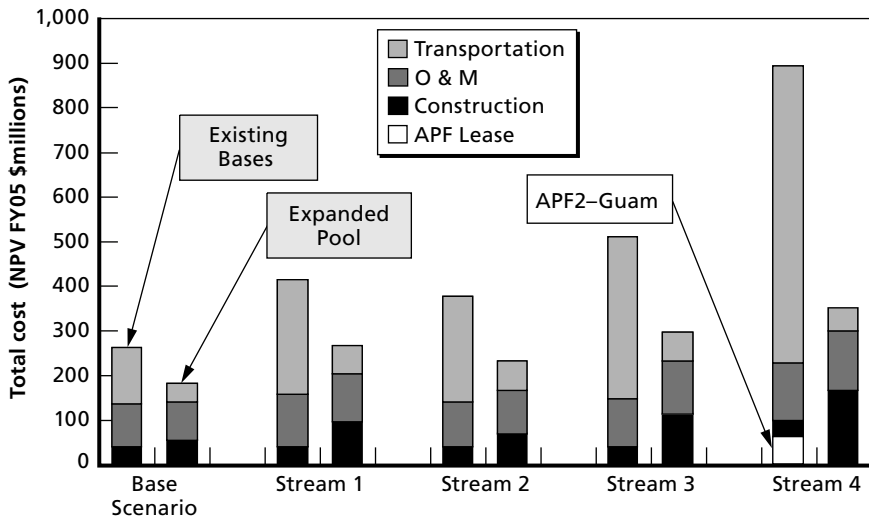 1,000
900
800
700
600
500
400
300
200
100
0
Total cost (NPV FY05 $millions)
Transportation
O & M
Construction
APF Lease
Existing
Bases
Expanded
Pool
APF2–Guam
Base
Scenario
Stream 1
Stream 2
Stream 3
Stream 4